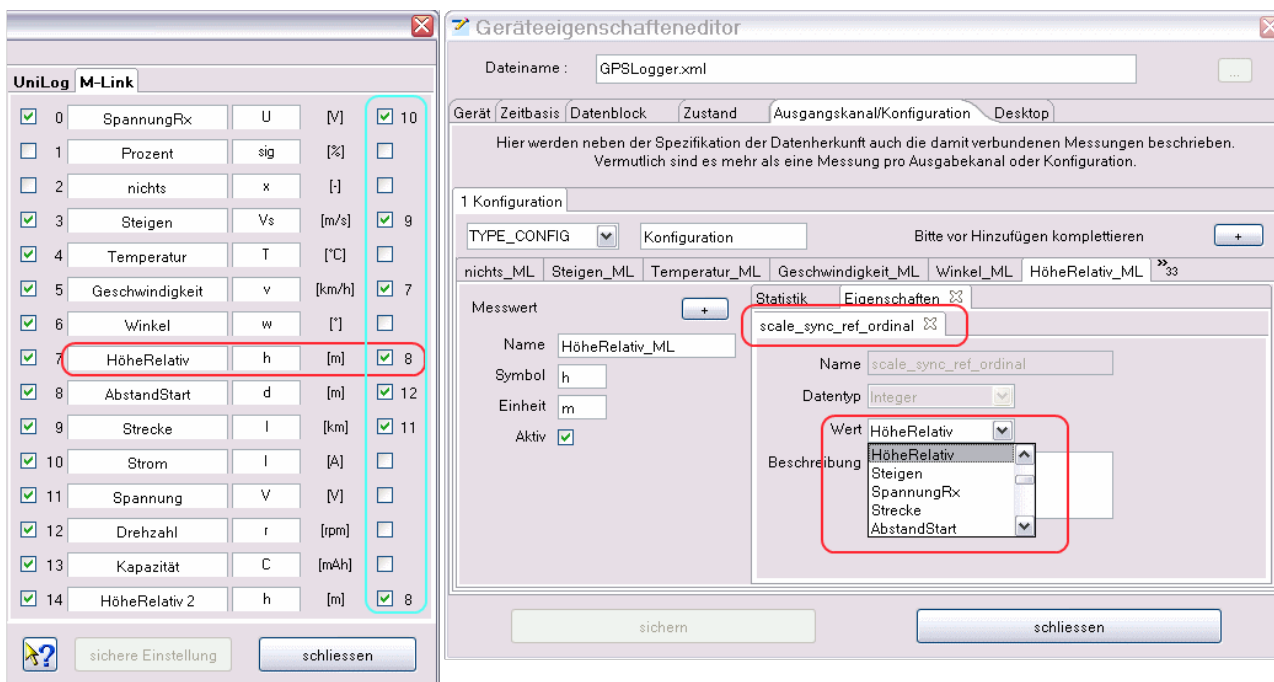 UniLog M-Link
0 SpannungRx U [V] 10
1 Prozent sig [%]
2 nichts x [-]
3 Steigen Vs [m/s] 9
4 Temperatur T [°C]
5 Geschwindigkeit v [km/h] 7
6 Winkel w [°]
7 HöheRelativ h [m] 8
8 AbstandStart d [m] 12
9 Strecke l [km] 11
10 Strom I [A]
11 Spannung V [V]
12 Drehzahl r [rpm]
13 Kapazität C [mAh]
14 HöheRelativ 2 h [m] 8
? sichere Einstellung schliessen
Geräteeigenschafteneditor
Dateiname : GPSLogger.xml ...
Gerät Zeitbasis Datenblock Zustand Ausgangskanal/Konfiguration Desktop
Hier werden neben der Spezifikation der Datenherkunft auch die damit verbundenen Messungen beschrieben.
Vermutlich sind es mehr als eine Messung pro Ausgabekanal oder Konfiguration.
1 Konfiguration
TYPE_CONFIG Konfiguration Bitte vor Hinzufügen komplettieren +
nichts_ML Steigen_ML Temperatur_ML Geschwindigkeit_ML Winkel_ML HöheRelativ_ML »33
Messwert +
Name HöheRelativ_ML
Symbol h
Einheit m
Aktiv
Statistik Eigenschaften
scale_sync_ref_ordinal
Name scale_sync_ref_ordinal
Datentyp Integer
Wert HöheRelativ
Beschreibung
HöheRelativ
Steigen
SpannungRx
Strecke
AbstandStart
sichern schliessen